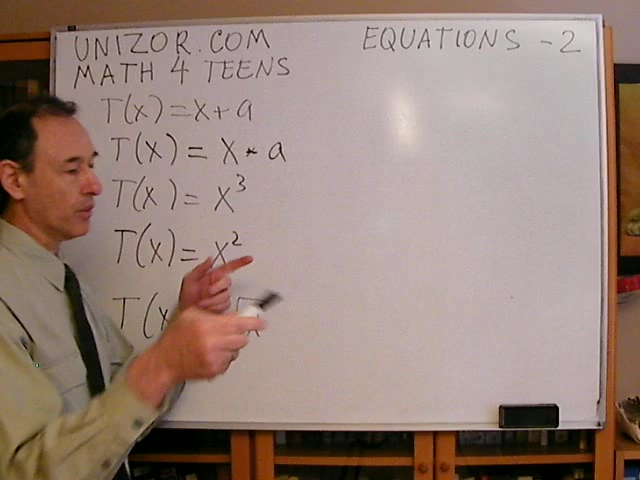 UNIZOR.COM
EQUATIONS - 2
MATH 4 TEENS
T(x) = x + a
T(x) = x * a
T(x) = x³
T(x) = x²
T(x